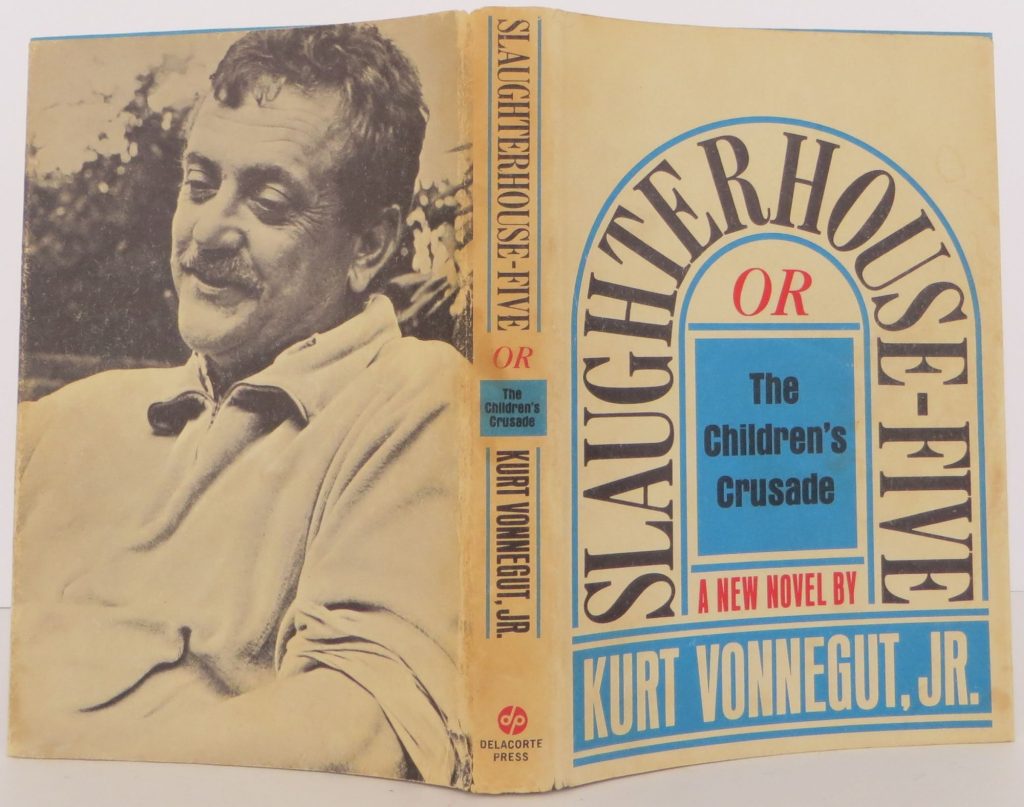 SLAUGHTERHOUSE-FIVE
OR
The
Children's
Crusade
KURT VONNEGUT, JR.
dp
DELACORTE
PRESS
SLAUGHTERHOUSE-FIVE
OR
The
Children's
Crusade
A NEW NOVEL BY
KURT VONNEGUT, JR.